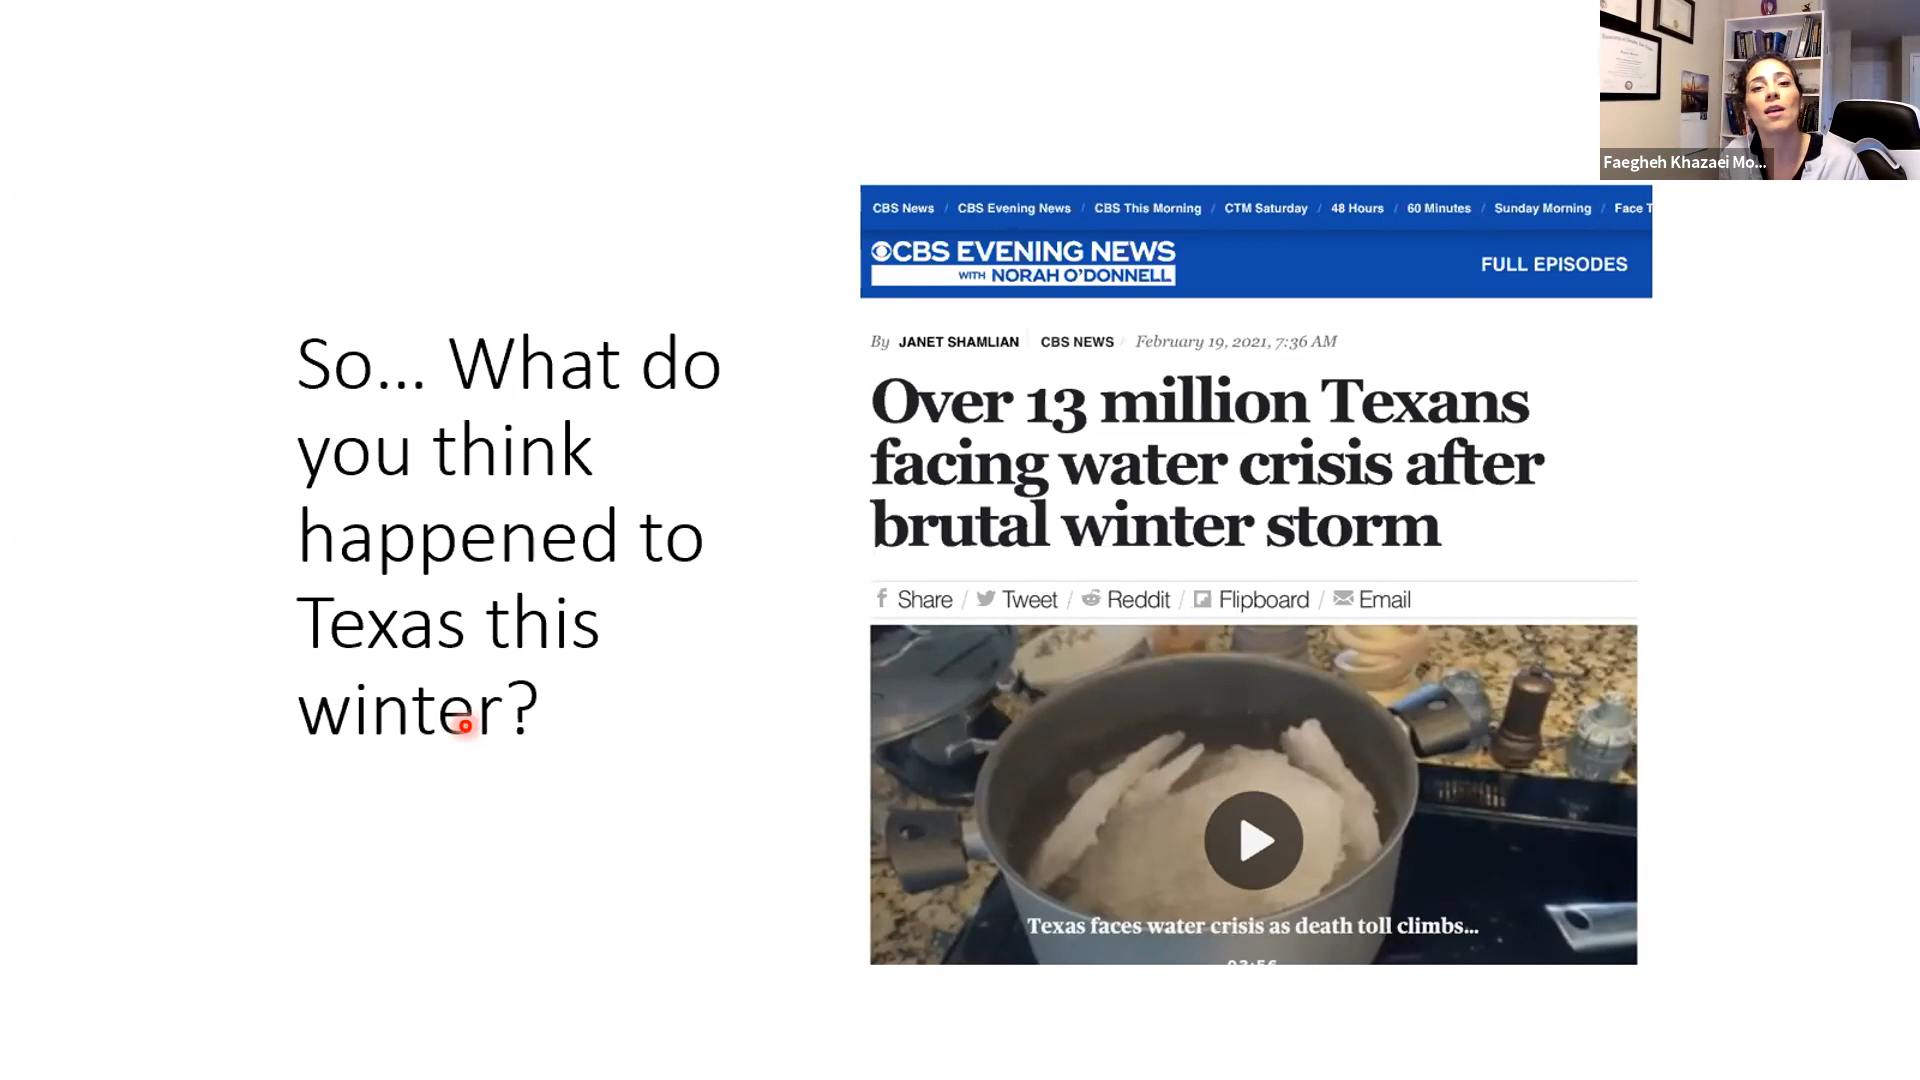 Faegheh Khazaei Mo...
CBS News / CBS Evening News / CBS This Morning / CTM Saturday / 48 Hours / 60 Minutes / Sunday Morning / Face T
CBS EVENING NEWS
WITH NORAH O'DONNELL
FULL EPISODES
So... What do
you think
happened to
Texas this
winter?
By JANET SHAMLIAN CBS NEWS / February 19, 2021, 7:36 AM
Over 13 million Texans
facing water crisis after
brutal winter storm
Share / Tweet / Reddit / Flipboard / Email
Texas faces water crisis as death toll climbs...